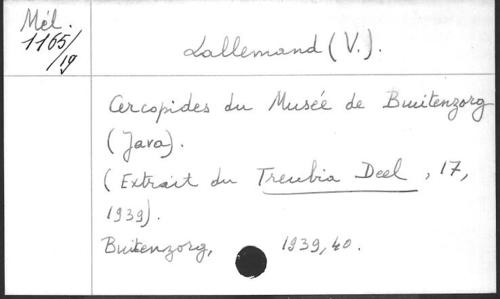 Mél.
1165/19
Lallemand (V.).
Cercopides du Musée de Buitenzorg
(Java).
(Extrait du Treubia Deel, 17,
1939).
Buitenzorg, 1939, 40.